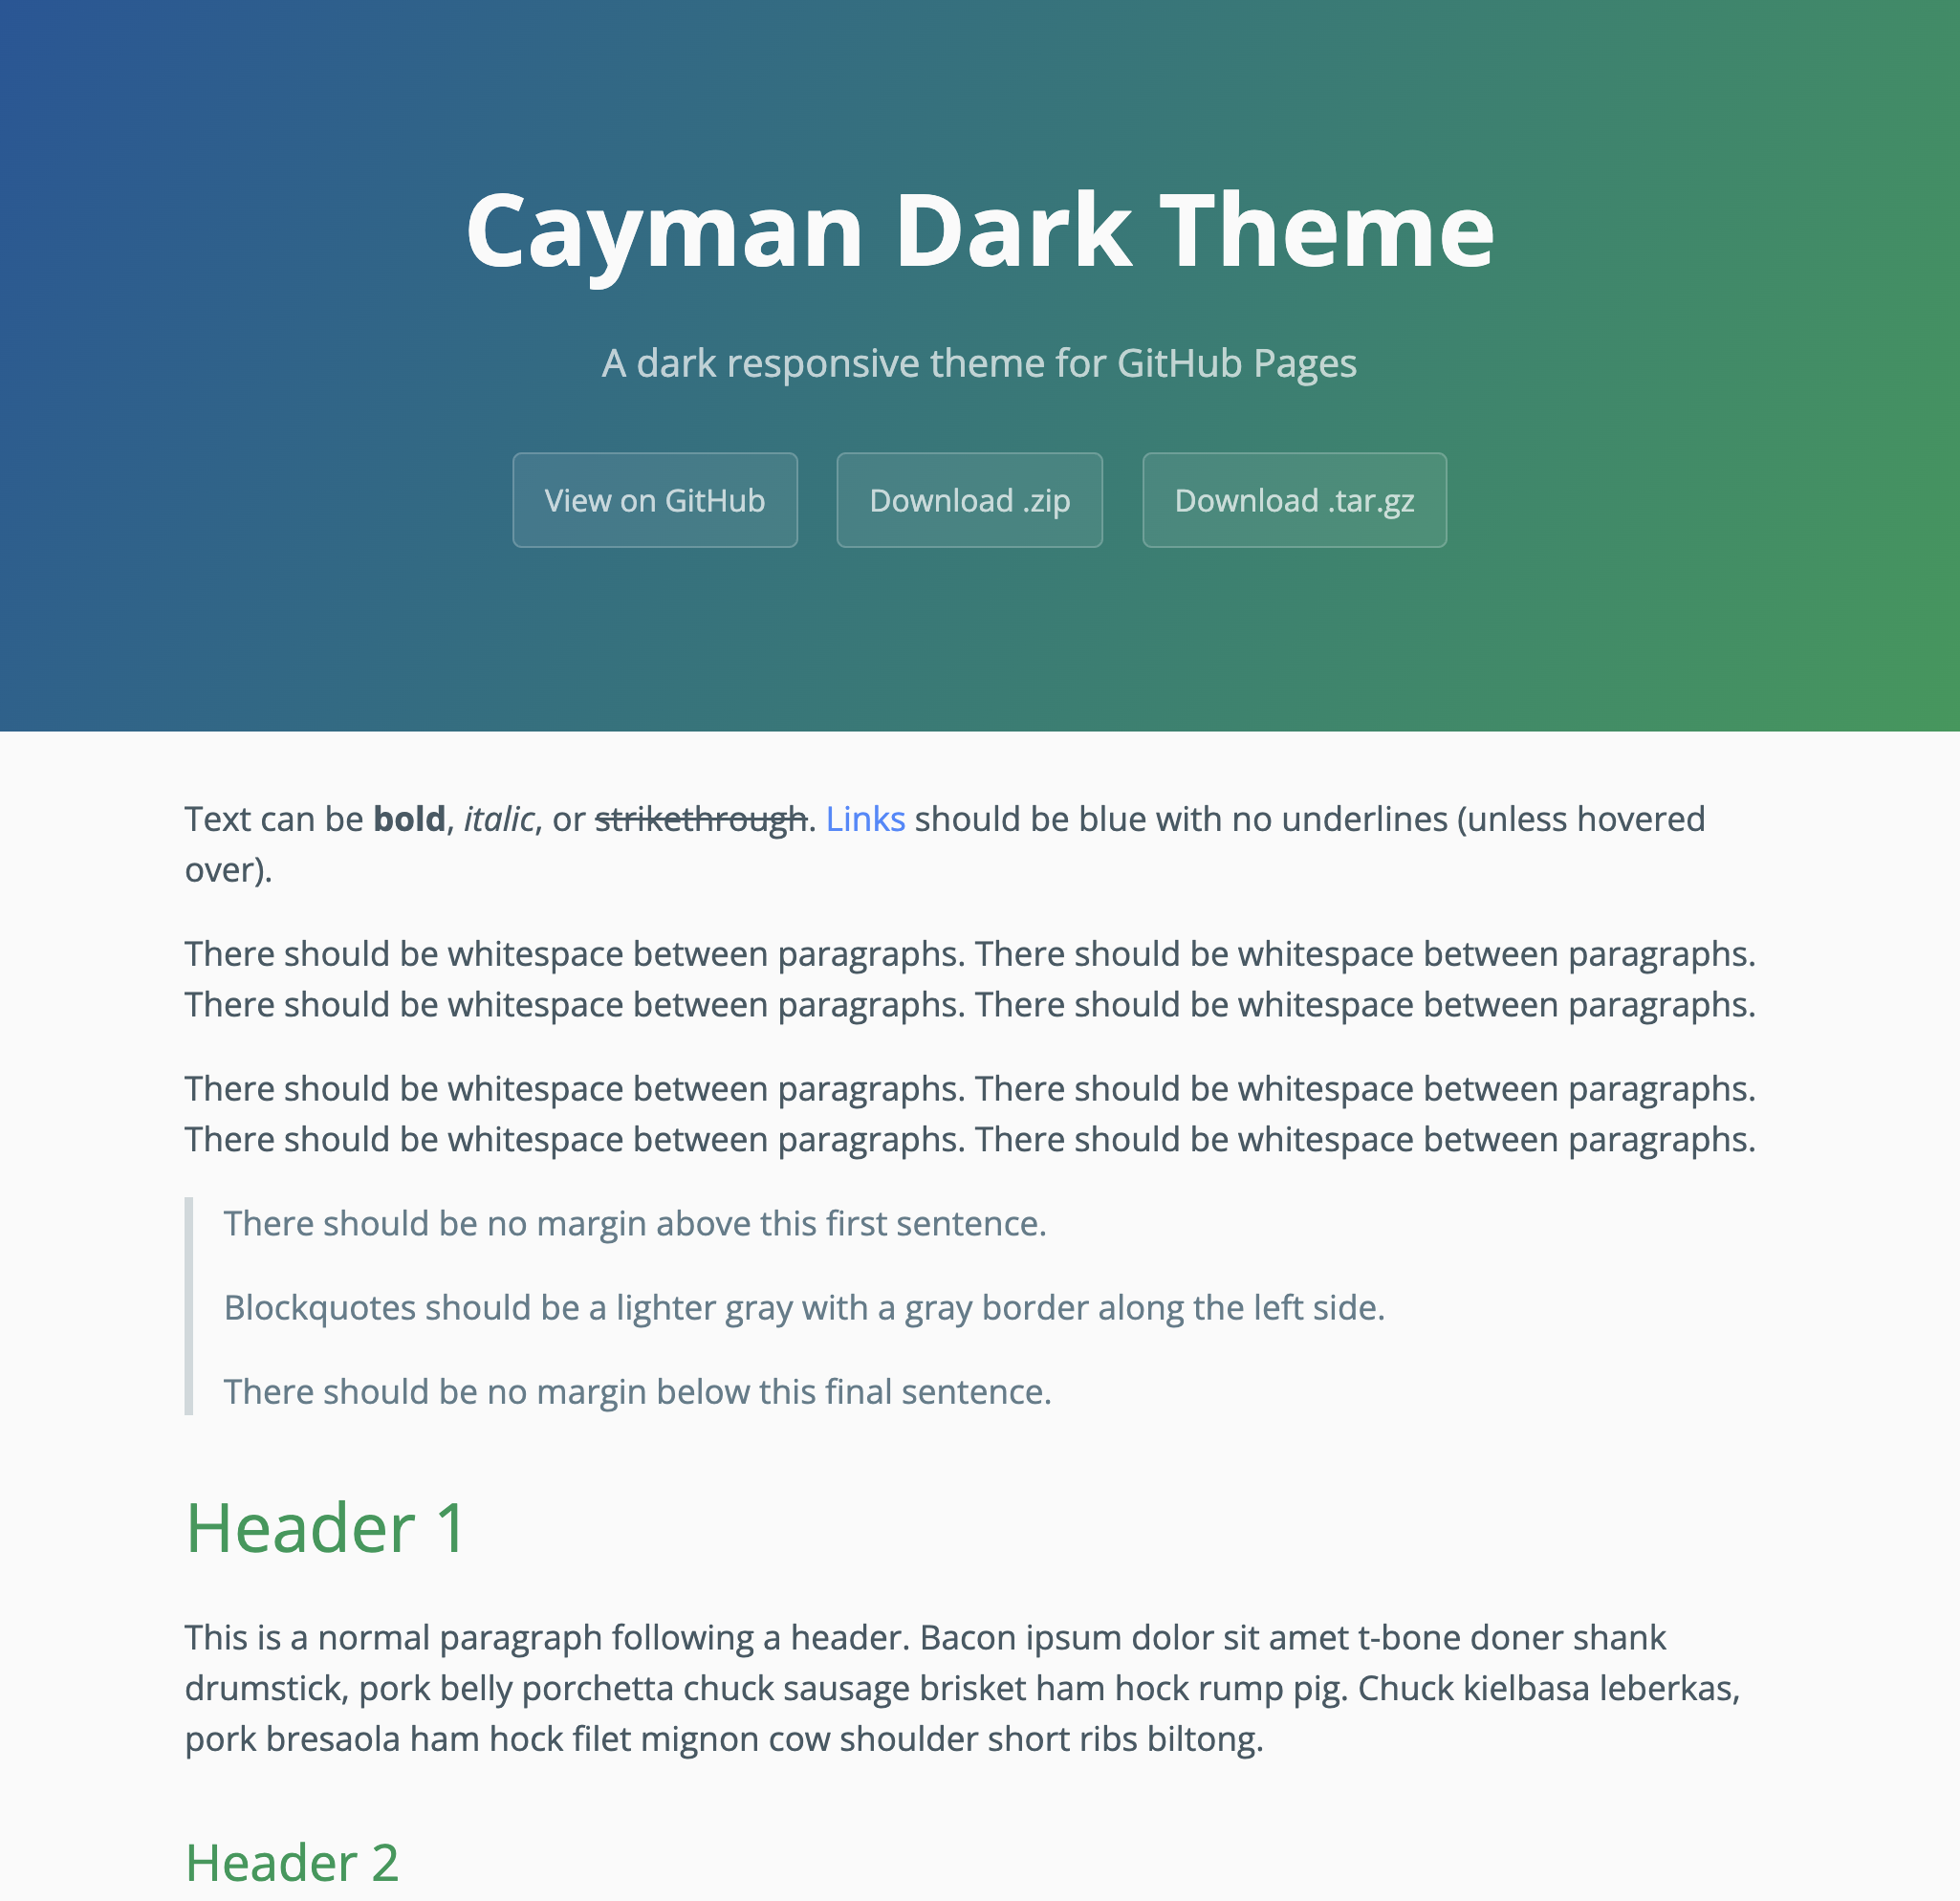 Cayman Dark Theme
A dark responsive theme for GitHub Pages
View on GitHub
Download .zip
Download .tar.gz
Text can be bold, italic, or strikethrough. Links should be blue with no underlines (unless hovered
over).
There should be whitespace between paragraphs. There should be whitespace between paragraphs.
There should be whitespace between paragraphs. There should be whitespace between paragraphs.
There should be whitespace between paragraphs. There should be whitespace between paragraphs.
There should be whitespace between paragraphs. There should be whitespace between paragraphs.
There should be no margin above this first sentence.
Blockquotes should be a lighter gray with a gray border along the left side.
There should be no margin below this final sentence.
Header 1
This is a normal paragraph following a header. Bacon ipsum dolor sit amet t-bone doner shank
drumstick, pork belly porchetta chuck sausage brisket ham hock rump pig. Chuck kielbasa leberkas,
pork bresaola ham hock filet mignon cow shoulder short ribs biltong.
Header 2